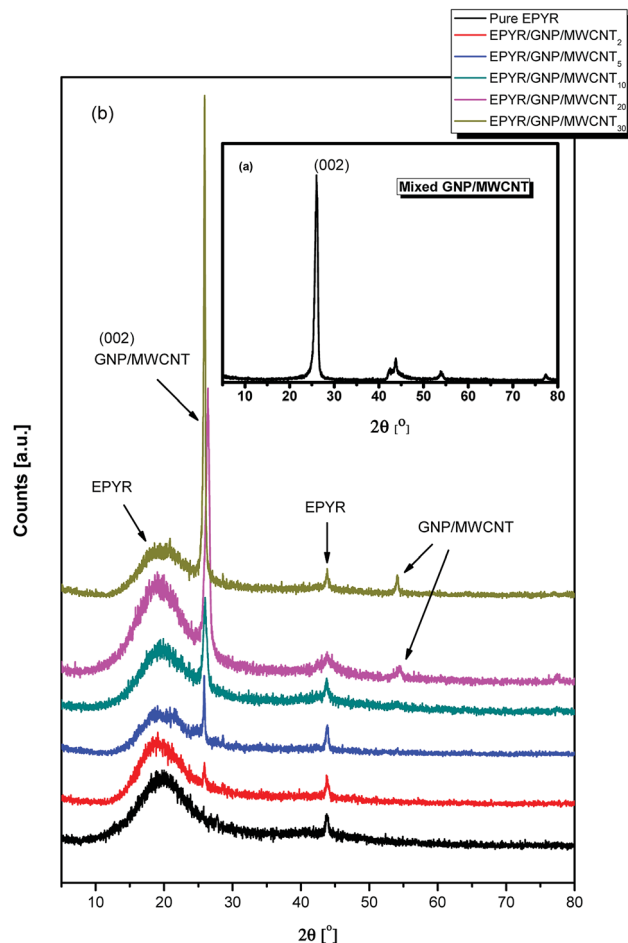 Pure EPYR
EPYR/GNP/MWCNT2
EPYR/GNP/MWCNT5
EPYR/GNP/MWCNT10
EPYR/GNP/MWCNT20
EPYR/GNP/MWCNT30
(b)
(a)
(002)
Mixed GNP/MWCNT
10 20 30 40 50 60 70 80
2θ [º]
(002)
GNP/MWCNT
EPYR
EPYR
GNP/MWCNT
Counts [a.u.]
10 20 30 40 50 60 70 80
2θ [º]